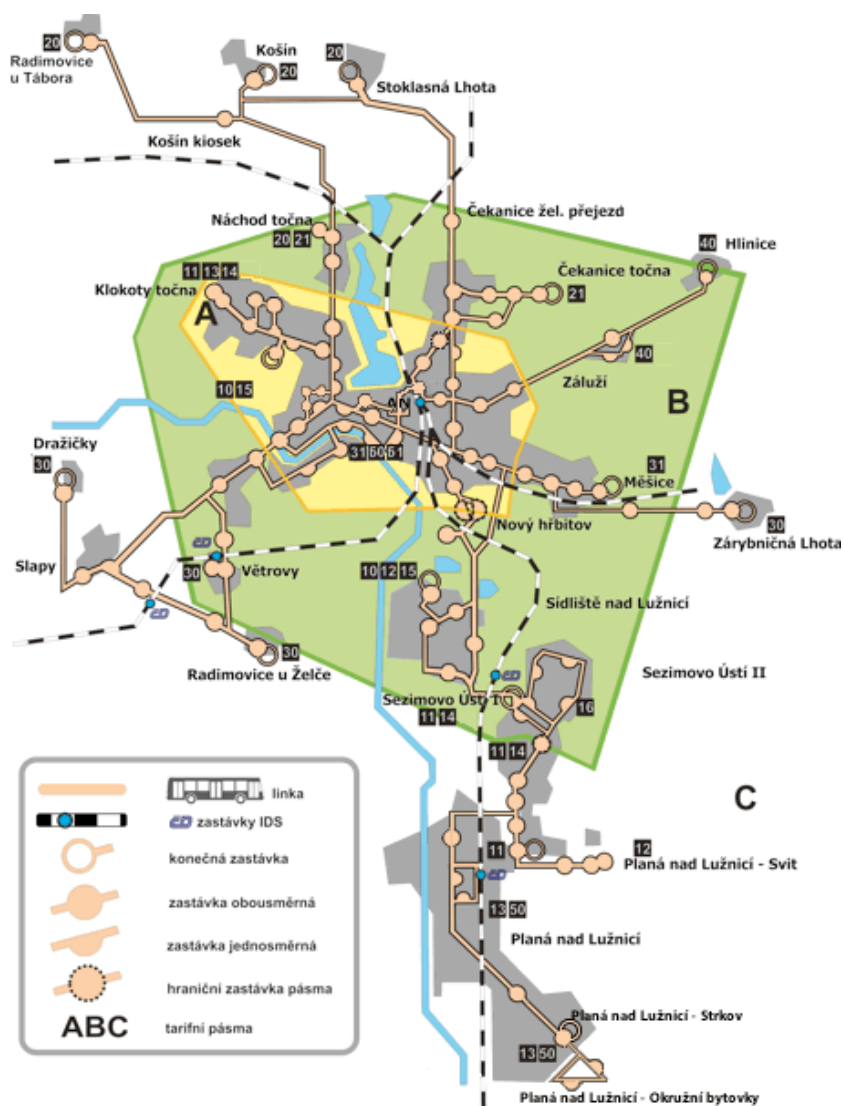 20
Radimovice
u Tábora
Košín
20
20
Stoklasná Lhota
Košín kiosek
Náchod točna
20 21
Čekanice žel. přejezd
40
Hlinice
11 13 14
Klokoty točna
A
Čekanice točna
21
40
Záluží
10 15
AN
B
Dražičky
30
31 60 61
31
Měšice
Nový hřbitov
30
Zárybničná Lhota
Slapy
ČD
30
Větrovy
10 12 15
Sídliště nad Lužnicí
ČD
30
Radimovice u Želče
ČD
Sezimovo Ústí II
Sezimovo Ústí I
11 14
16
11 14
C
linka
ČD zastávky IDS
konečná zastávka
zastávka obousměrná
zastávka jednosměrná
hraniční zastávka pásma
ABC tarifní pásma
11
12
Planá nad Lužnicí - Svit
ČD
13 50
Planá nad Lužnicí
Planá nad Lužnicí - Strkov
13 50
Planá nad Lužnicí - Okružní bytovky